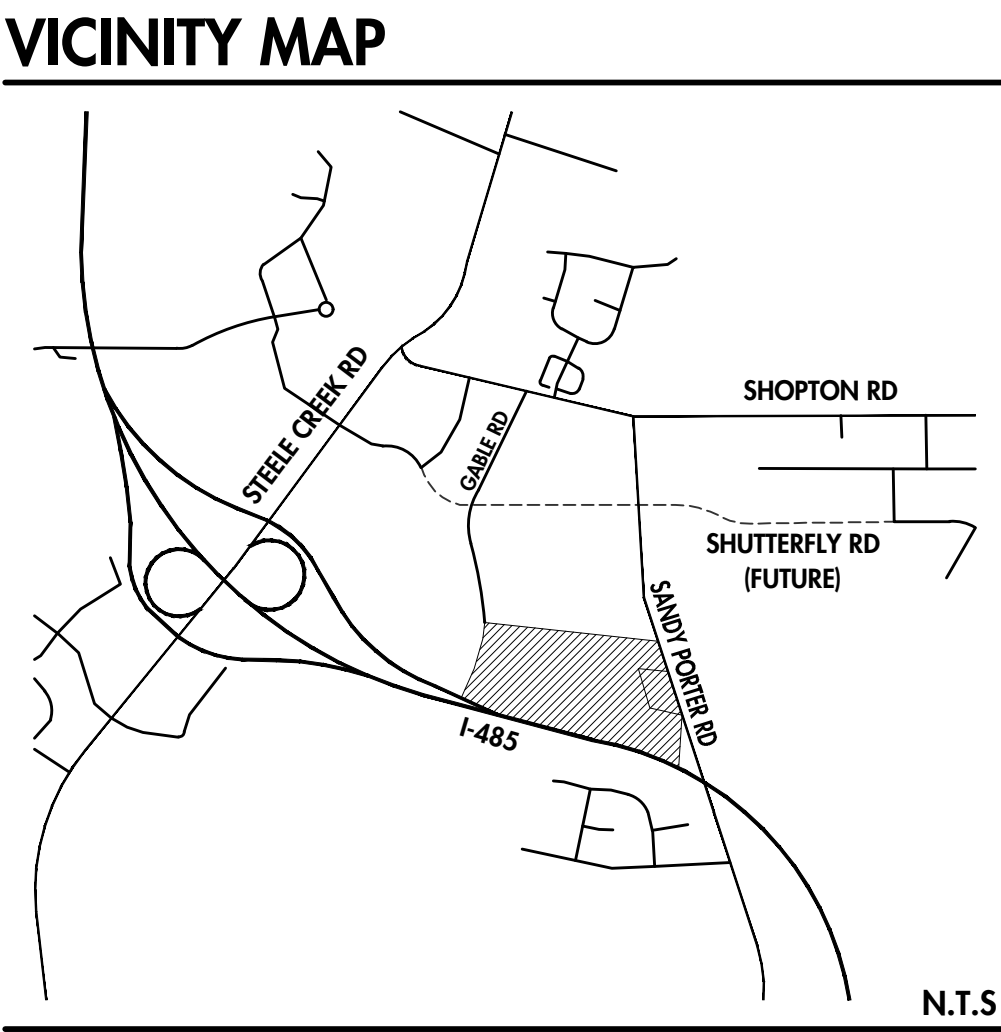 VICINITY MAP
STEELE CREEK RD
SHOPTON RD
GABLE RD
SHUTTERFLY RD
(FUTURE)
SANDY PORTER RD
I-485
N.T.S